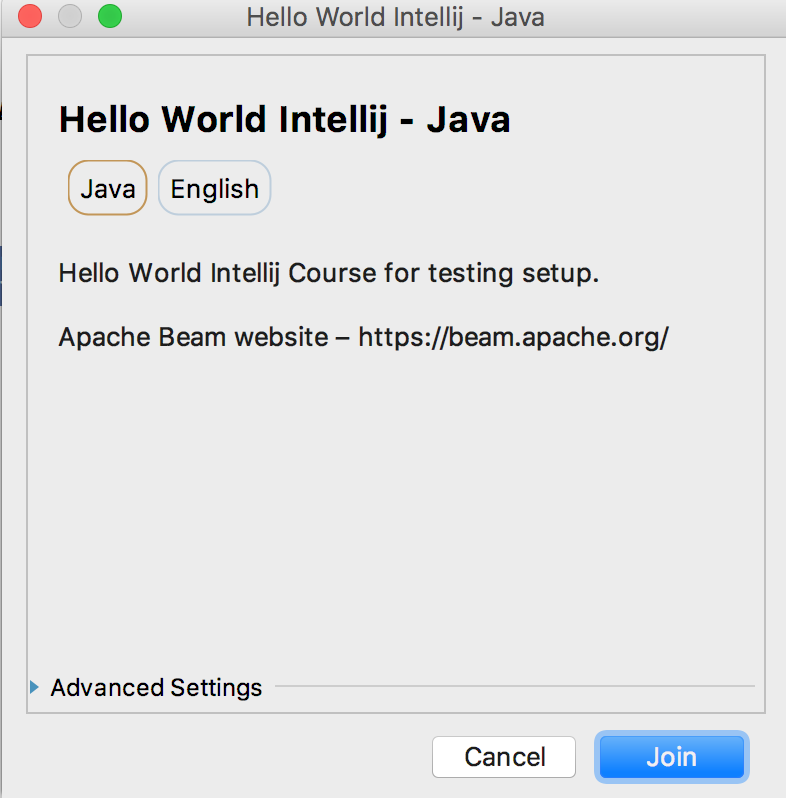 Hello World Intellij - Java
Hello World Intellij - Java
Java English
Hello World Intellij Course for testing setup.
Apache Beam website – https://beam.apache.org/
Advanced Settings
Cancel Join